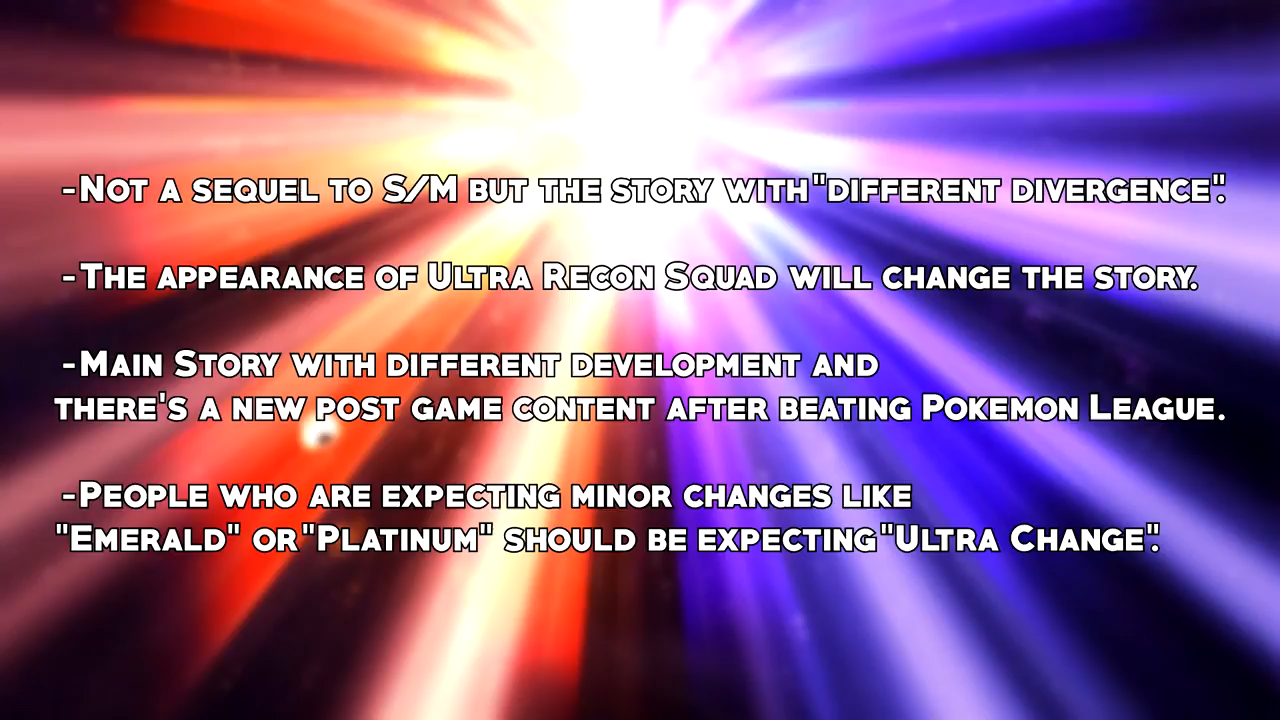 -Not a sequel to S/M but the story with "different divergence".
-The appearance of Ultra Recon Squad will change the story.
-Main Story with different development and
there's a new post game content after beating Pokemon League.
-People who are expecting minor changes like
"Emerald" or "Platinum" should be expecting "Ultra Change".